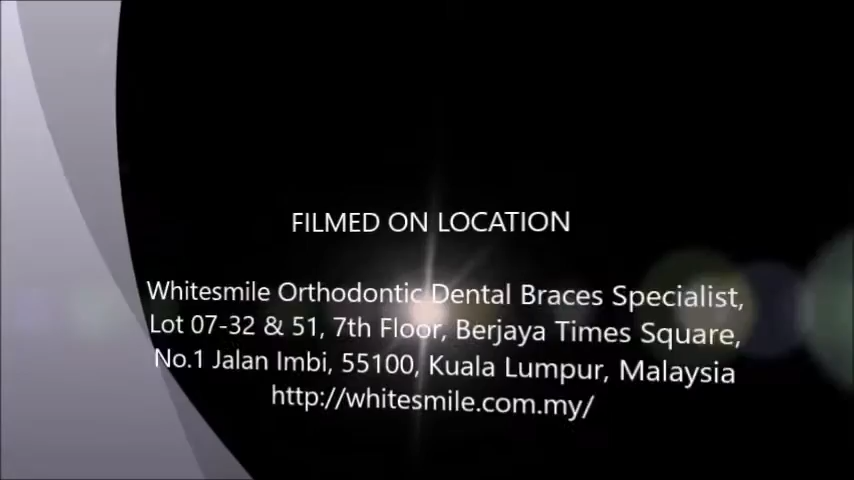 FILMED ON LOCATION
Whitesmile Orthodontic Dental Braces Specialist,
Lot 07-32 & 51, 7th Floor, Berjaya Times Square,
No.1 Jalan Imbi, 55100, Kuala Lumpur, Malaysia
http://whitesmile.com.my/